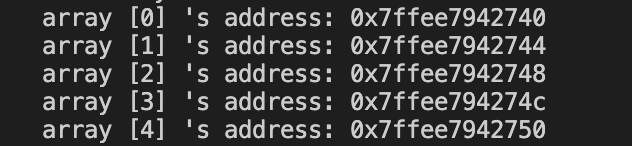 array [0] 's address: 0x7ffee7942740
array [1] 's address: 0x7ffee7942744
array [2] 's address: 0x7ffee7942748
array [3] 's address: 0x7ffee794274c
array [4] 's address: 0x7ffee7942750